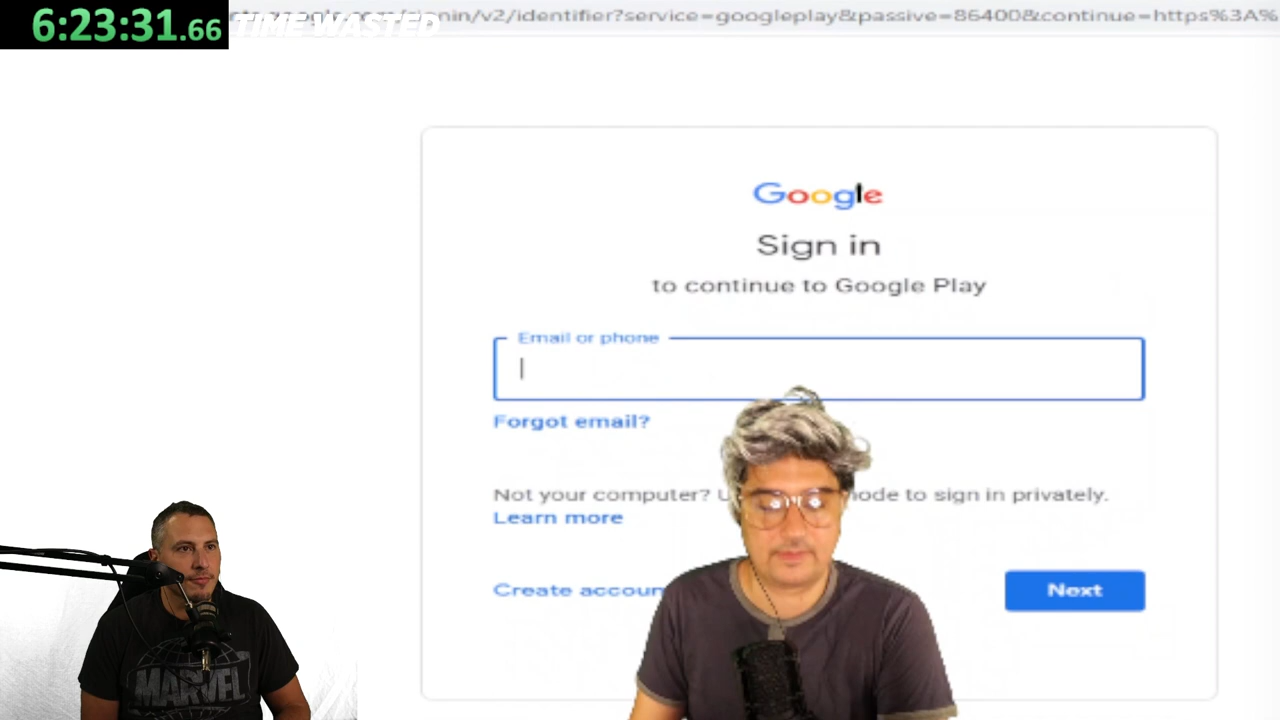 6:23:31.66 TIME WASTED
in/v2/identifier?service=googleplay&passive=86400&continue=https%3A%
Google
Sign in
to continue to Google Play
Email or phone
Forgot email?
Not your computer? mode to sign in privately.
Learn more
Create accoun
Next
MARVEL